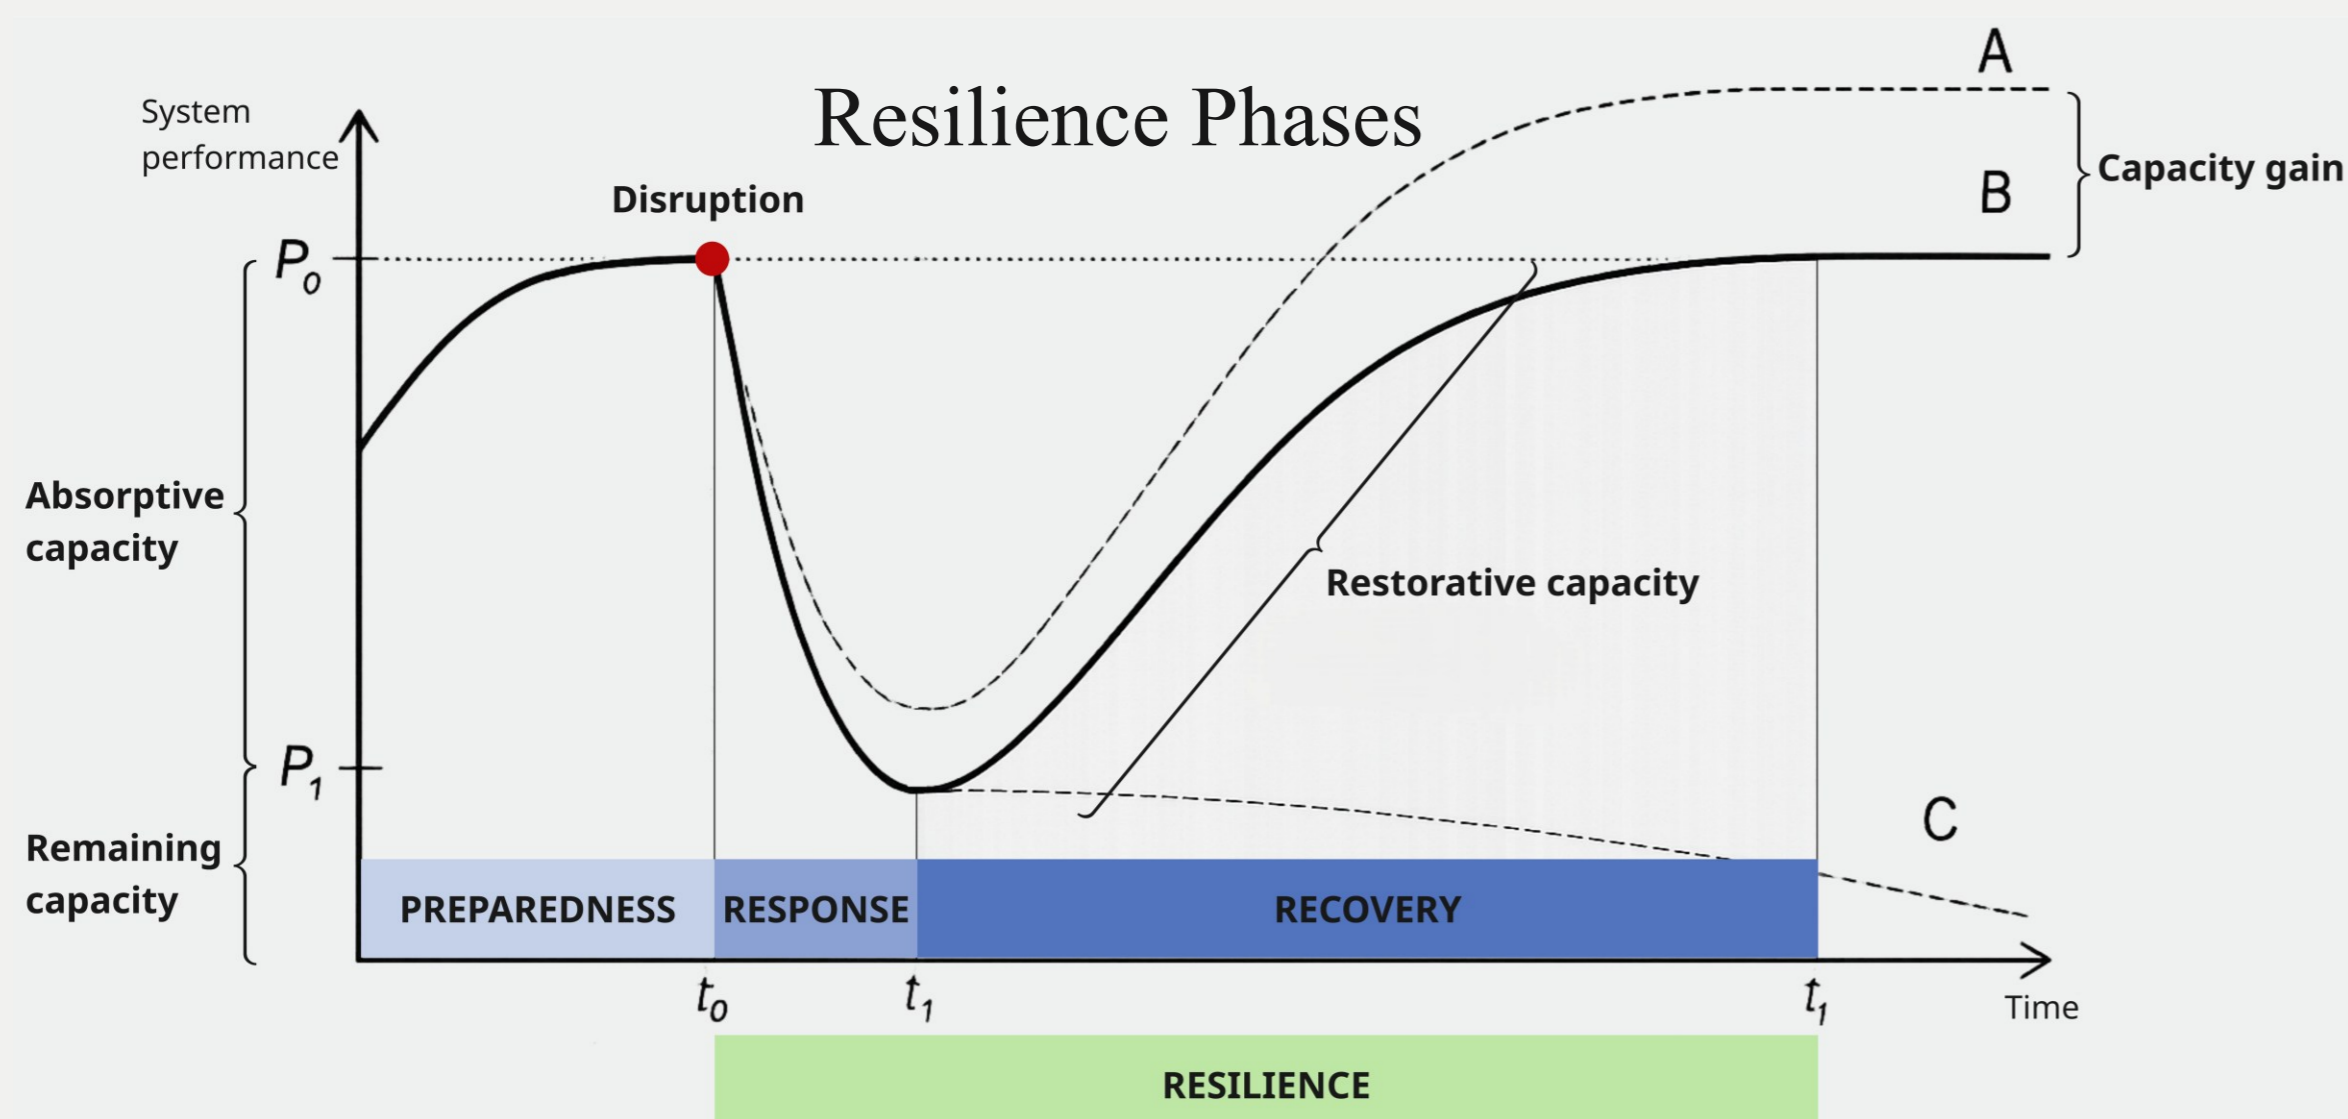 Resilience Phases
System
performance
A
B
Capacity gain
Disruption
P0
Absorptive
capacity
Restorative capacity
P1
C
Remaining
capacity
PREPAREDNESS
RESPONSE
RECOVERY
t0
t1
t1
Time
RESILIENCE